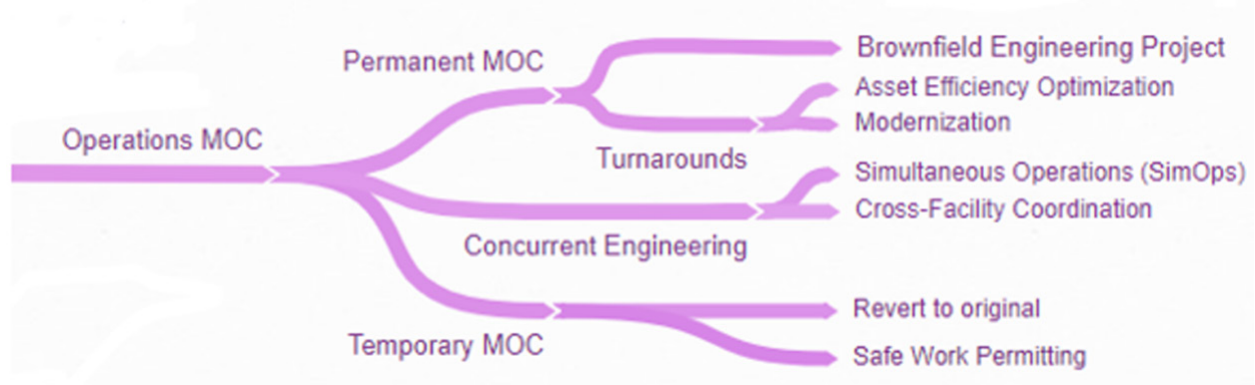 Permanent MOC
Brownfield Engineering Project
Asset Efficiency Optimization
Modernization
Operations MOC
Turnarounds
Simultaneous Operations (SimOps)
Cross-Facility Coordination
Concurrent Engineering
Revert to original
Temporary MOC
Safe Work Permitting